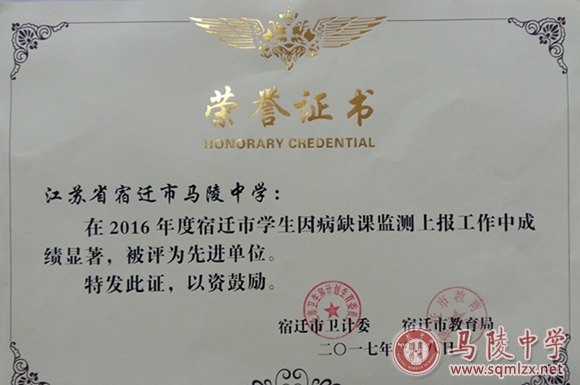 荣誉证书
HONORARY CREDENTIAL
江苏省宿迁市马陵中学：
在 2016 年度宿迁市学生因病缺课监测上报工作中成
绩显著，被评为先进单位。
特发此证，以资鼓励。
宿迁市卫计委 宿迁市教育局
二〇一七年
马陵中学
www.sqmlzx.net